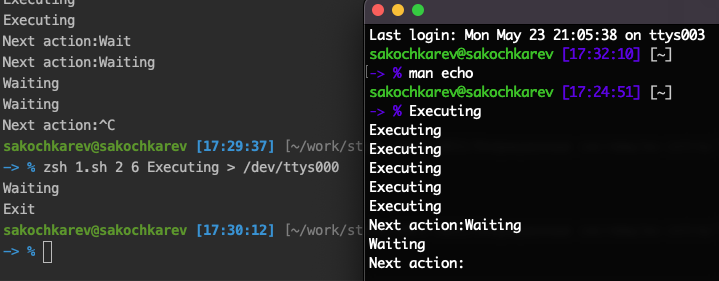 Executing
Executing
Next action:Wait
Next action:Waiting
Waiting
Waiting
Next action:^C
sakochkarev@sakochkarev [17:29:37] [~/work/st
-> % zsh 1.sh 2 6 Executing > /dev/ttys000
Waiting
Exit
sakochkarev@sakochkarev [17:30:12] [~/work/st
-> %
Last login: Mon May 23 21:05:38 on ttys003
sakochkarev@sakochkarev [17:32:10] [~]
-> % man echo
sakochkarev@sakochkarev [17:24:51] [~]
-> % Executing
Executing
Executing
Executing
Executing
Executing
Next action:Waiting
Waiting
Next action: